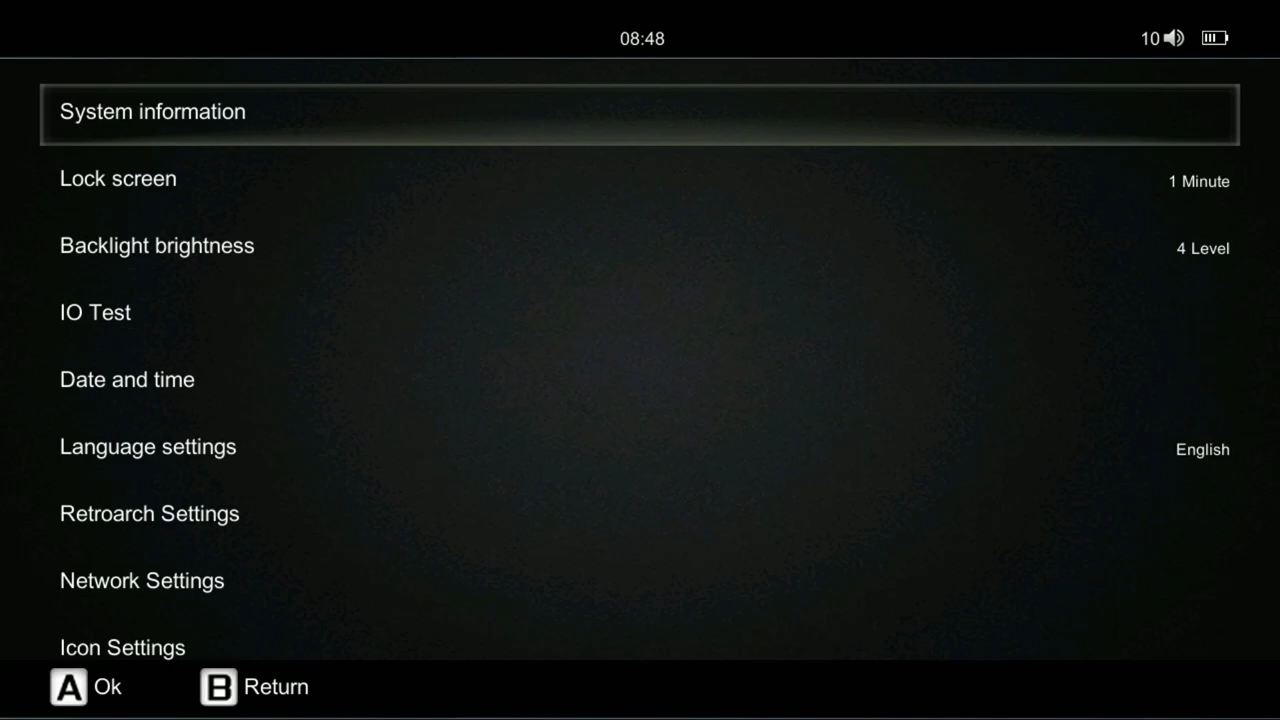 08:48
10
System information
Lock screen
1 Minute
Backlight brightness
4 Level
IO Test
Date and time
Language settings
English
Retroarch Settings
Network Settings
Icon Settings
A Ok
B Return